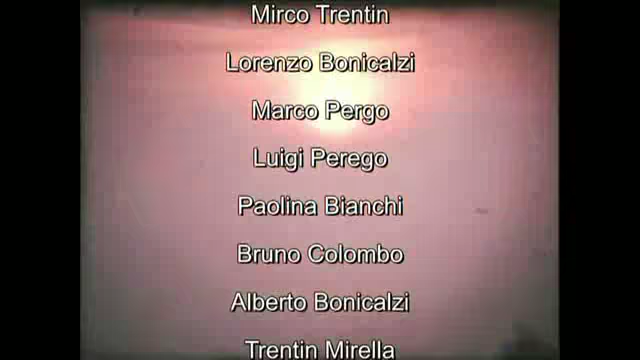 Mirco Trentin
Lorenzo Bonicalzi
Marco Pergo
Luigi Perego
Paolina Bianchi
Bruno Colombo
Alberto Bonicalzi
Trentin Mirella